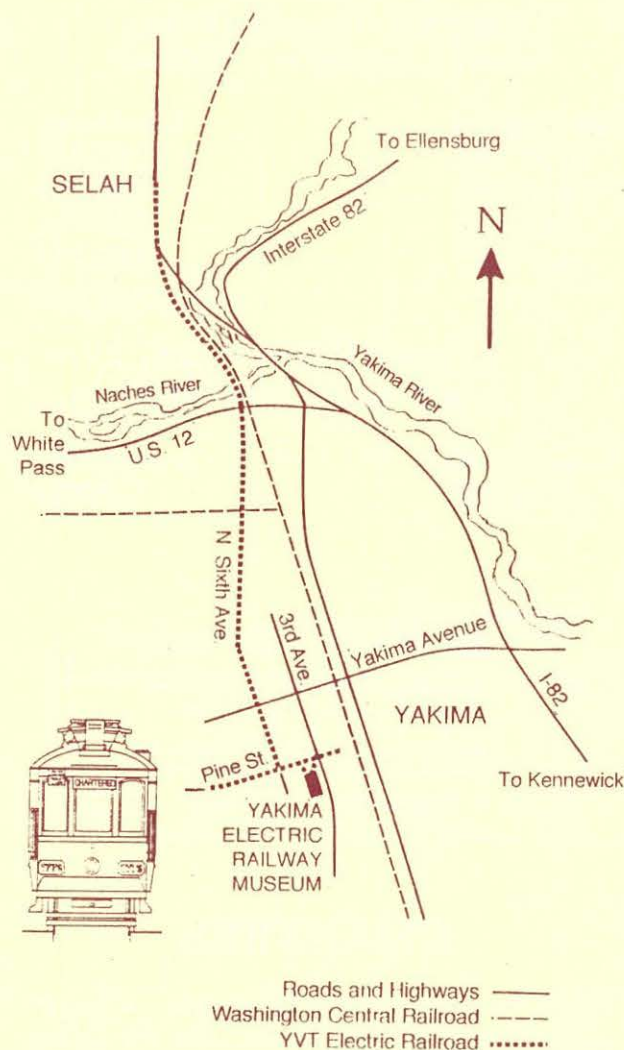 To Ellensburg
SELAH
Interstate 82
N
Naches River
Yakima River
To
White
Pass
U.S. 12
N Sixth Ave.
3rd Ave.
Yakima Avenue
I-82
YAKIMA
Pine St.
To Kennewick
YAKIMA
ELECTRIC
RAILWAY
MUSEUM
CHARTERED
Roads and Highways
Washington Central Railroad
YVT Electric Railroad